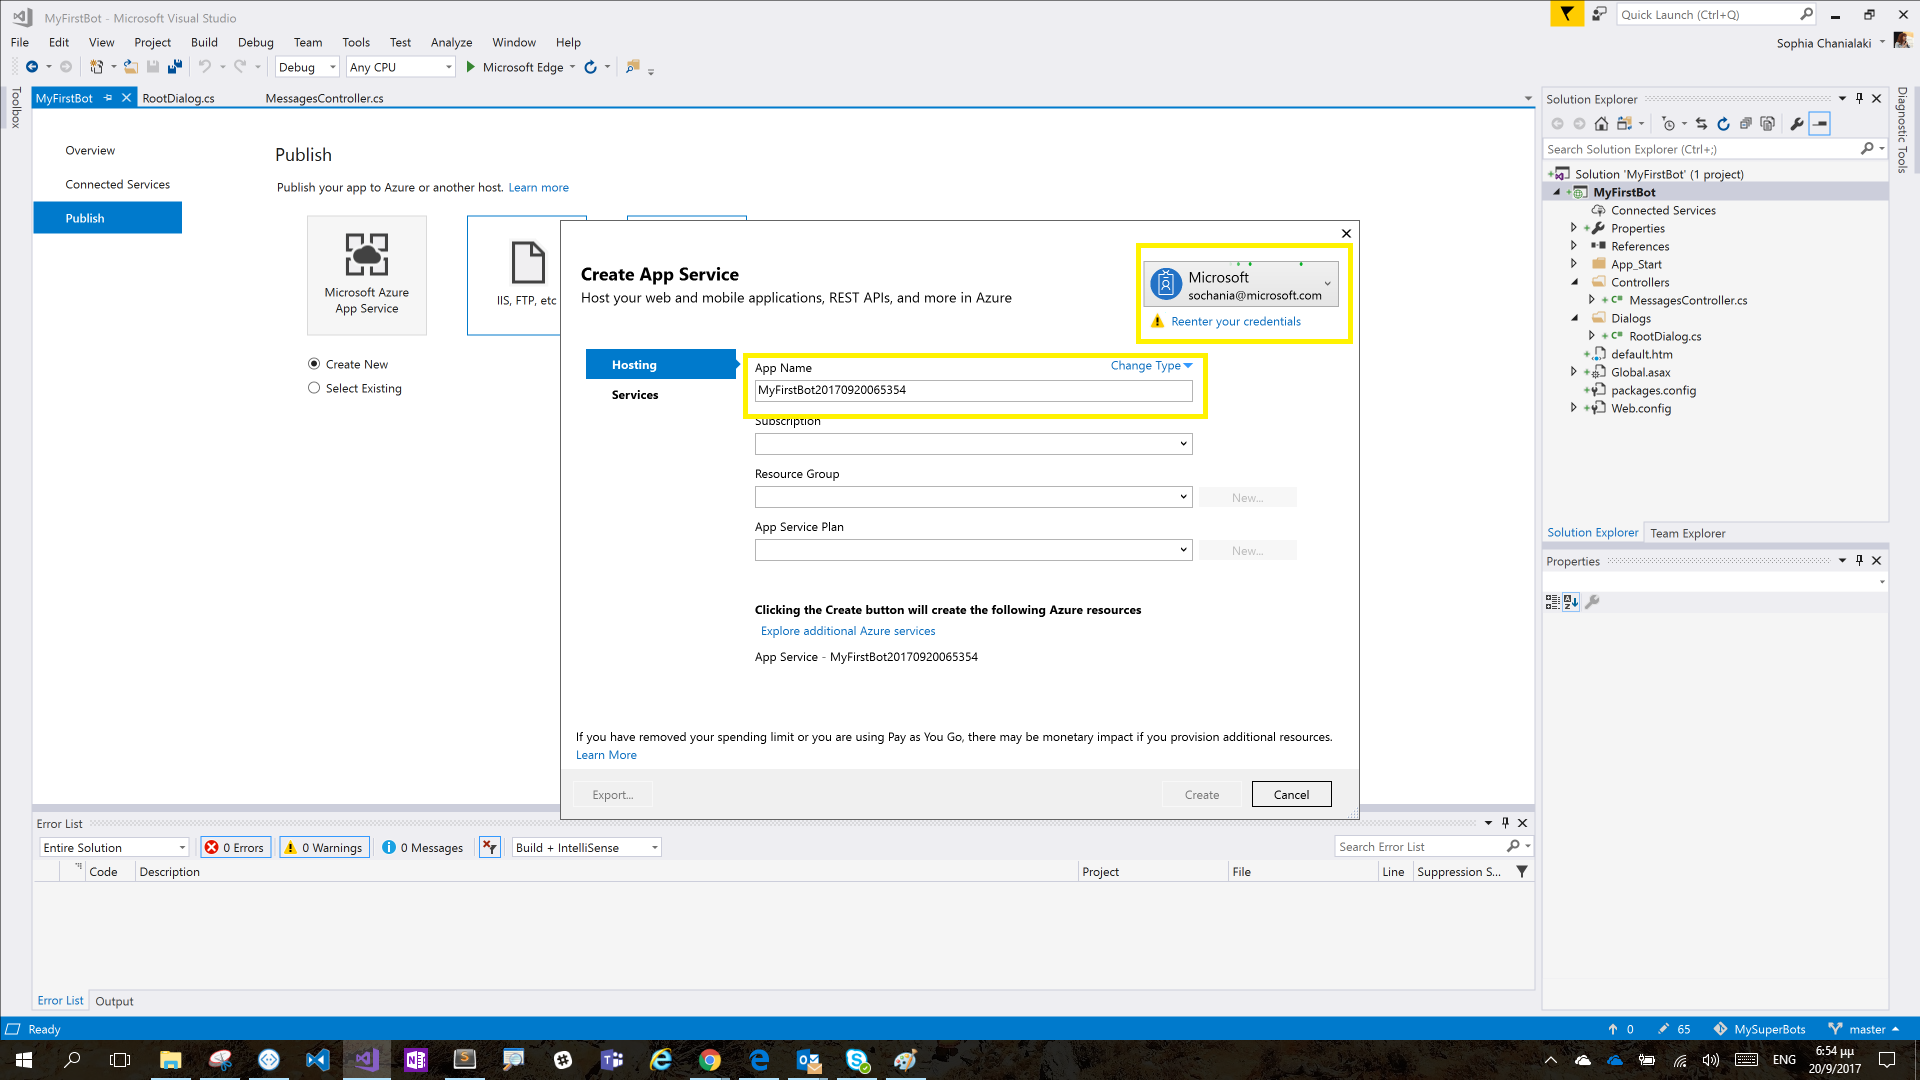 MyFirstBot - Microsoft Visual Studio
Quick Launch (Ctrl+Q)
File Edit View Project Build Debug Team Tools Test Analyze Window Help
Sophia Chanialaki
Debug Any CPU Microsoft Edge
Toolbox
MyFirstBot RootDialog.cs MessagesController.cs
Overview
Connected Services
Publish
Publish
Publish your app to Azure or another host. Learn more
Microsoft Azure
App Service
IIS, FTP, etc
Create New
Select Existing
Create App Service
Host your web and mobile applications, REST APIs, and more in Azure
Microsoft
sochania@microsoft.com
Reenter your credentials
Hosting
Services
App Name
Change Type
MyFirstBot20170920065354
Subscription
Resource Group
New...
App Service Plan
New...
Clicking the Create button will create the following Azure resources
Explore additional Azure services
App Service - MyFirstBot20170920065354
If you have removed your spending limit or you are using Pay as You Go, there may be monetary impact if you provision additional resources.
Learn More
Export...
Create
Cancel
Solution Explorer
Search Solution Explorer (Ctrl+;)
Solution 'MyFirstBot' (1 project)
MyFirstBot
Connected Services
Properties
References
App_Start
Controllers
C# MessagesController.cs
Dialogs
C# RootDialog.cs
default.htm
Global.asax
packages.config
Web.config
Solution Explorer Team Explorer
Properties
Diagnostic Tools
Error List
Entire Solution 0 Errors 0 Warnings 0 Messages Build + IntelliSense
Search Error List
Code Description Project File Line Suppression S...
Error List Output
Ready
0 65 MySuperBots master
ENG
6:54 μμ
20/9/2017